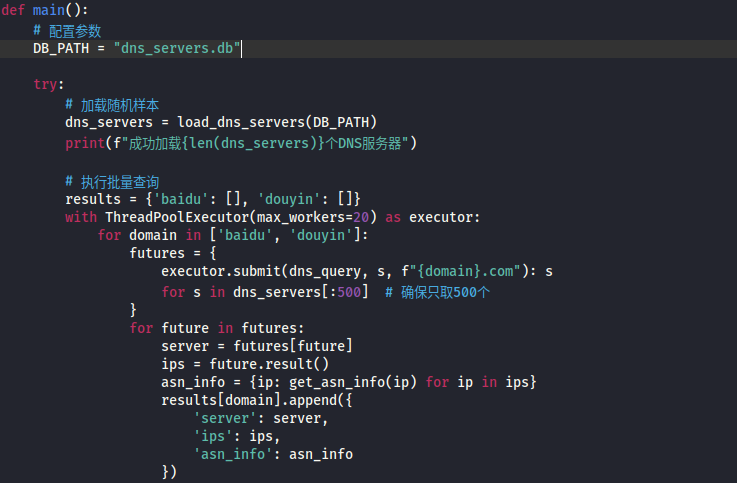 def main():
    # 配置参数
    DB_PATH = "dns_servers.db"
    try:
        # 加载随机样本
        dns_servers = load_dns_servers(DB_PATH)
        print(f"成功加载{len(dns_servers)}个DNS服务器")
        # 执行批量查询
        results = {'baidu': [], 'douyin': []}
        with ThreadPoolExecutor(max_workers=20) as executor:
            for domain in ['baidu', 'douyin']:
                futures = {
                    executor.submit(dns_query, s, f"{domain}.com"): s
                    for s in dns_servers[:500]  # 确保只取500个
                }
                for future in futures:
                    server = futures[future]
                    ips = future.result()
                    asn_info = {ip: get_asn_info(ip) for ip in ips}
                    results[domain].append({
                        'server': server,
                        'ips': ips,
                        'asn_info': asn_info
                    })